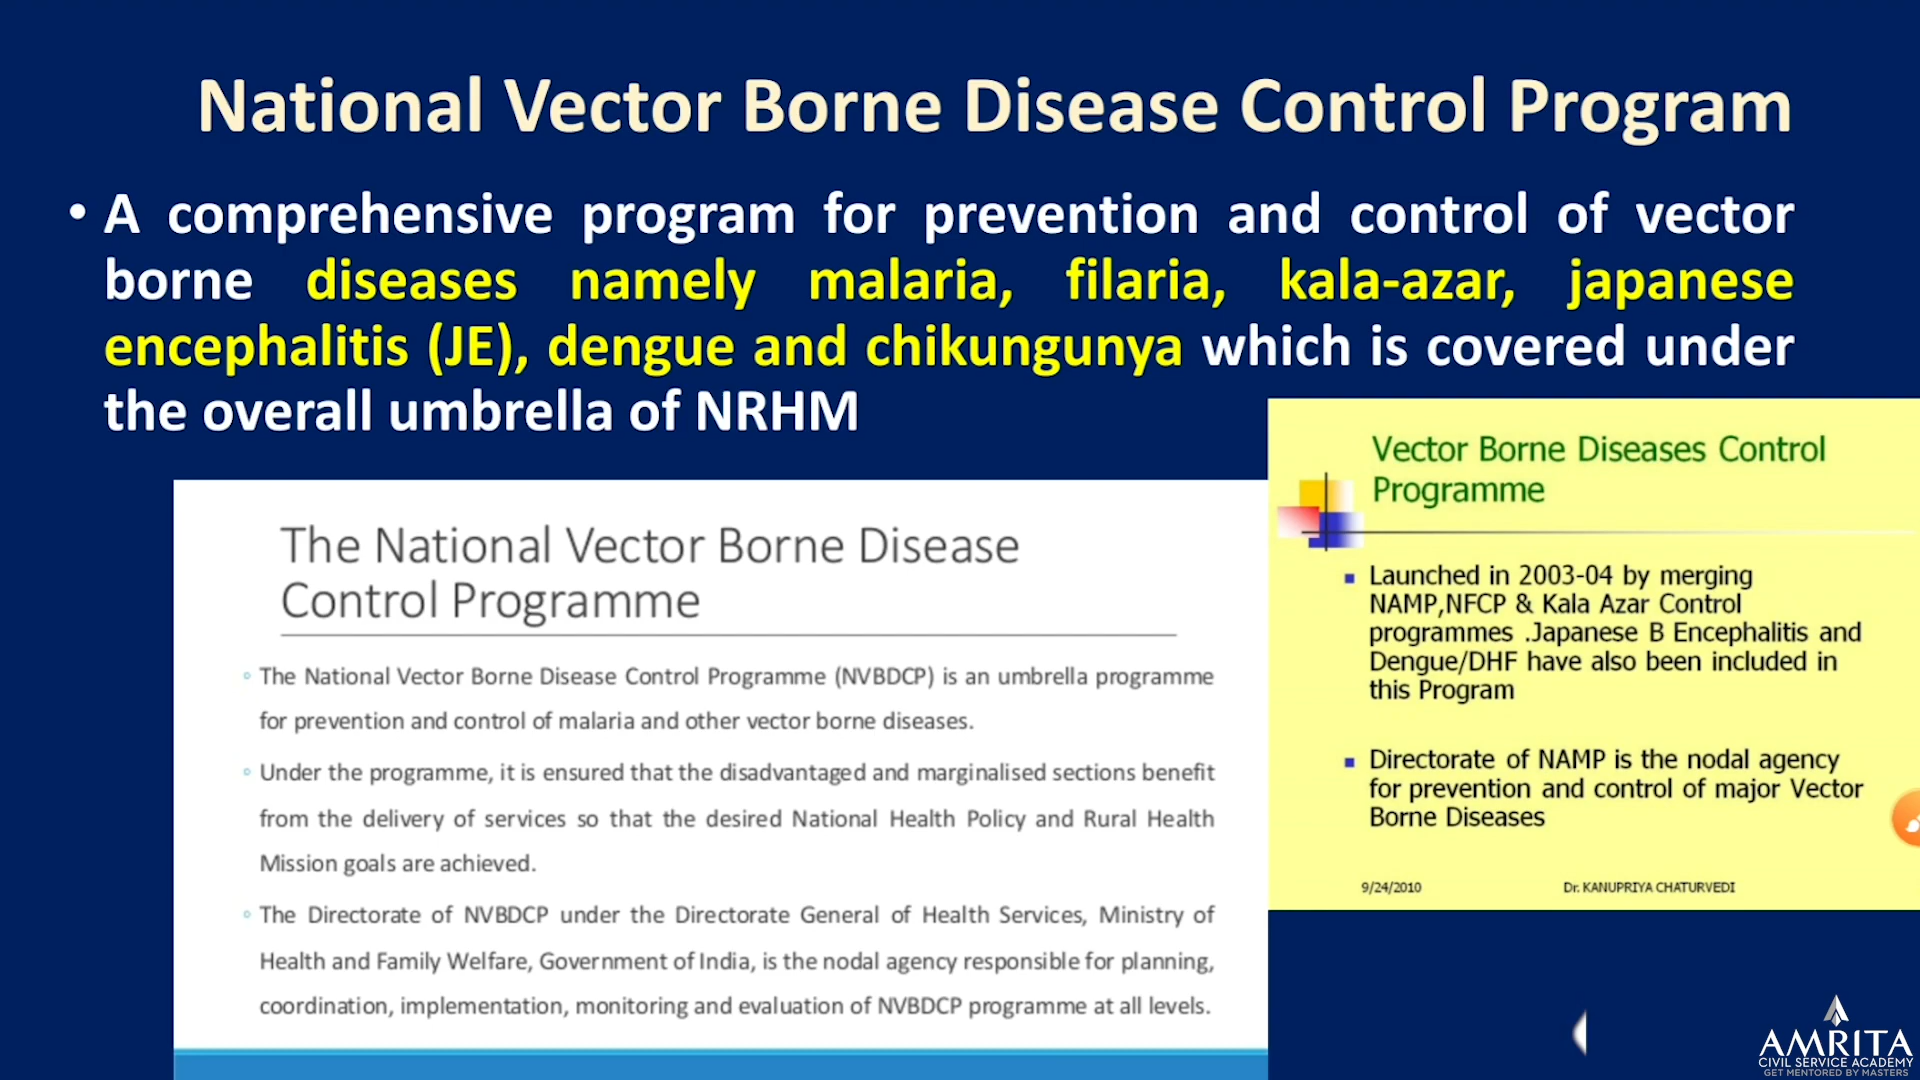 National Vector Borne Disease Control Program
• A comprehensive program for prevention and control of vector
borne diseases namely malaria, filaria, kala-azar, japanese
encephalitis (JE), dengue and chikungunya which is covered under
the overall umbrella of NRHM
The National Vector Borne Disease
Control Programme
◦ The National Vector Borne Disease Control Programme (NVBDCP) is an umbrella programme
for prevention and control of malaria and other vector borne diseases.
◦ Under the programme, it is ensured that the disadvantaged and marginalised sections benefit
from the delivery of services so that the desired National Health Policy and Rural Health
Mission goals are achieved.
◦ The Directorate of NVBDCP under the Directorate General of Health Services, Ministry of
Health and Family Welfare, Government of India, is the nodal agency responsible for planning,
coordination, implementation, monitoring and evaluation of NVBDCP programme at all levels.
Vector Borne Diseases Control
Programme
▪ Launched in 2003-04 by merging
NAMP,NFCP & Kala Azar Control
programmes .Japanese B Encephalitis and
Dengue/DHF have also been included in
this Program
▪ Directorate of NAMP is the nodal agency
for prevention and control of major Vector
Borne Diseases
9/24/2010 Dr. KANUPRIYA CHATURVEDI
AMRITA
CIVIL SERVICE ACADEMY
GET MENTORED BY MASTERS